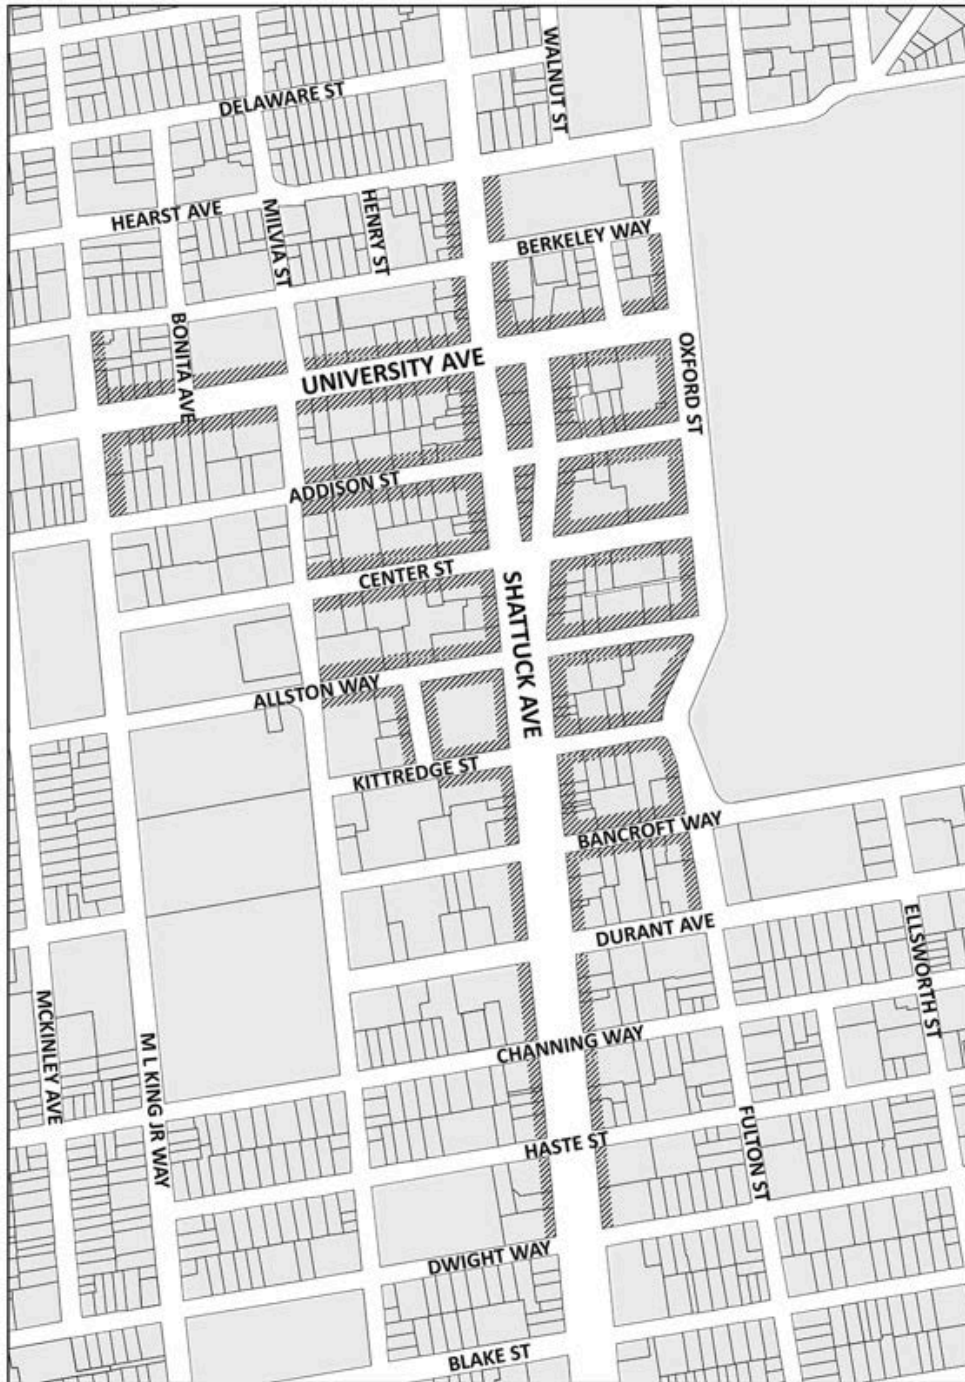 WALNUT ST
DELAWARE ST
HEARST AVE
MILVIA ST
HENRY ST
BERKELEY WAY
BONITA AVE
UNIVERSITY AVE
OXFORD ST
ADDISON ST
CENTER ST
SHATTUCK AVE
ALLSTON WAY
KITTREDGE ST
BANCROFT WAY
DURANT AVE
ELLSWORTH ST
MCKINLEY AVE
M L KING JR WAY
CHANNING WAY
HASTE ST
FULTON ST
DWIGHT WAY
BLAKE ST